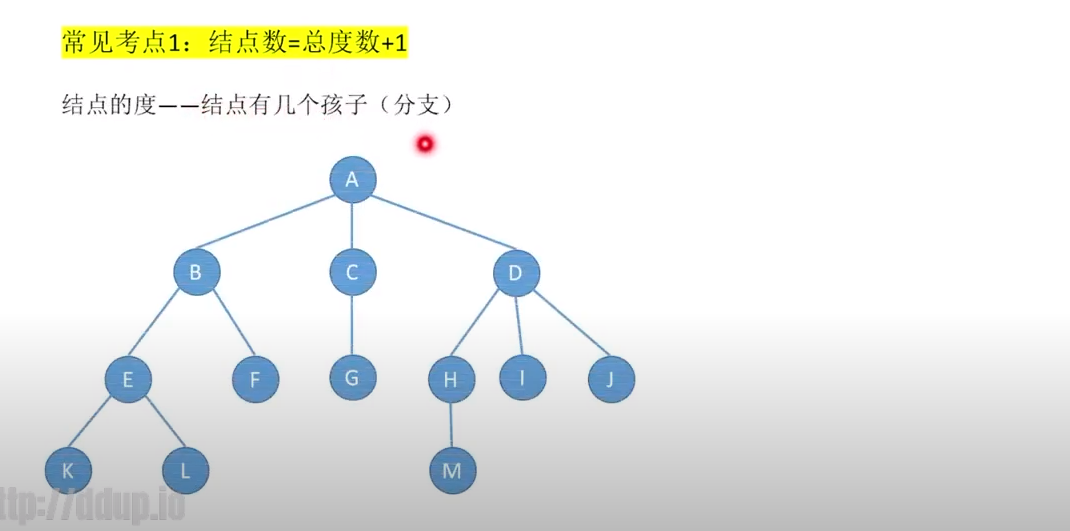 常见考点1：结点数=总度数+1
结点的度——结点有几个孩子（分支）
A
B C D
E F G H I J
K L M
ttp://ddup.io